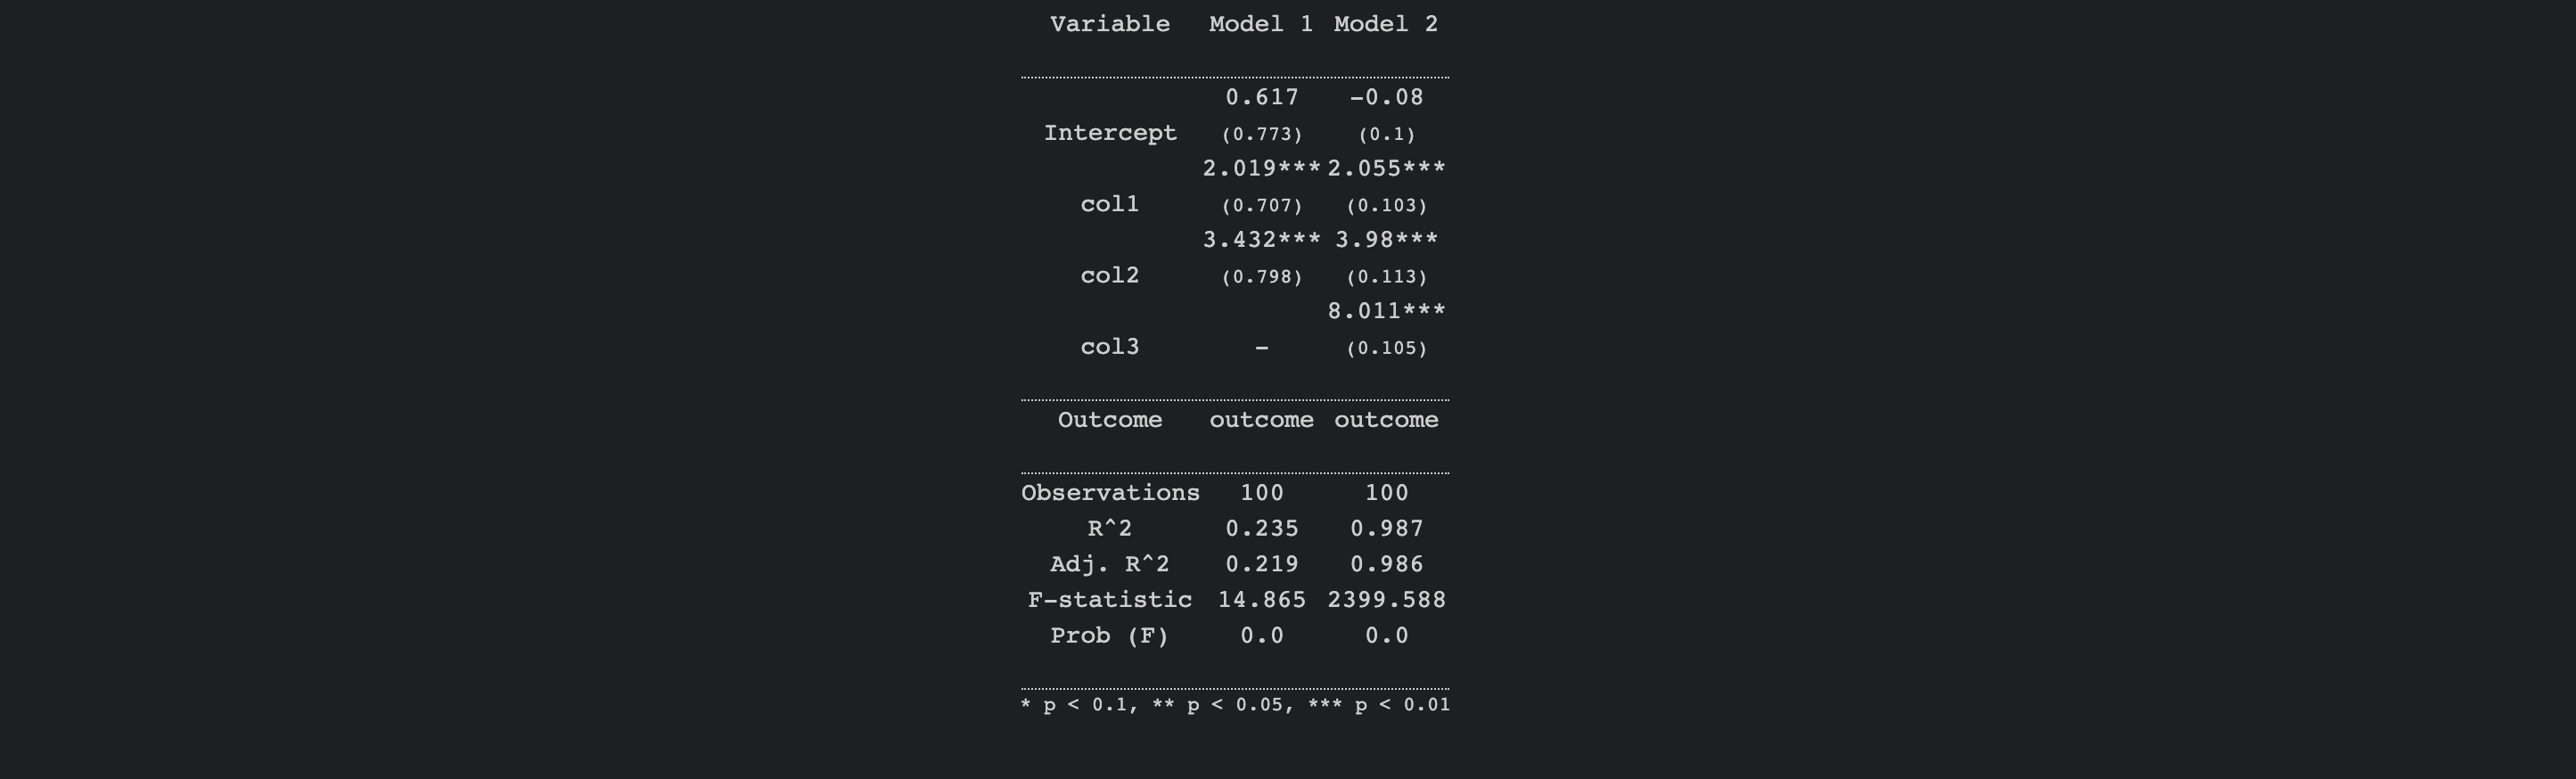 Variable Model 1 Model 2
0.617 -0.08
Intercept (0.773) (0.1)
2.019*** 2.055***
col1 (0.707) (0.103)
3.432*** 3.98***
col2 (0.798) (0.113)
8.011***
col3 - (0.105)
Outcome outcome outcome
Observations 100 100
R^2 0.235 0.987
Adj. R^2 0.219 0.986
F-statistic 14.865 2399.588
Prob (F) 0.0 0.0
* p < 0.1, ** p < 0.05, *** p < 0.01